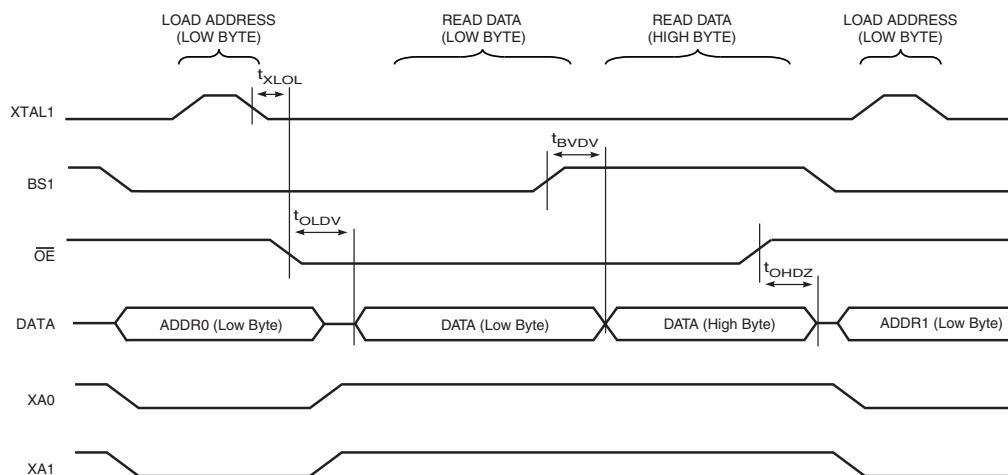 LOAD ADDRESS
(LOW BYTE)
READ DATA
(LOW BYTE)
READ DATA
(HIGH BYTE)
LOAD ADDRESS
(LOW BYTE)
tXLOL
XTAL1
tBVDV
BS1
tOLDV
OE
tOHDZ
DATA
ADDR0 (Low Byte)
DATA (Low Byte)
DATA (High Byte)
ADDR1 (Low Byte)
XA0
XA1